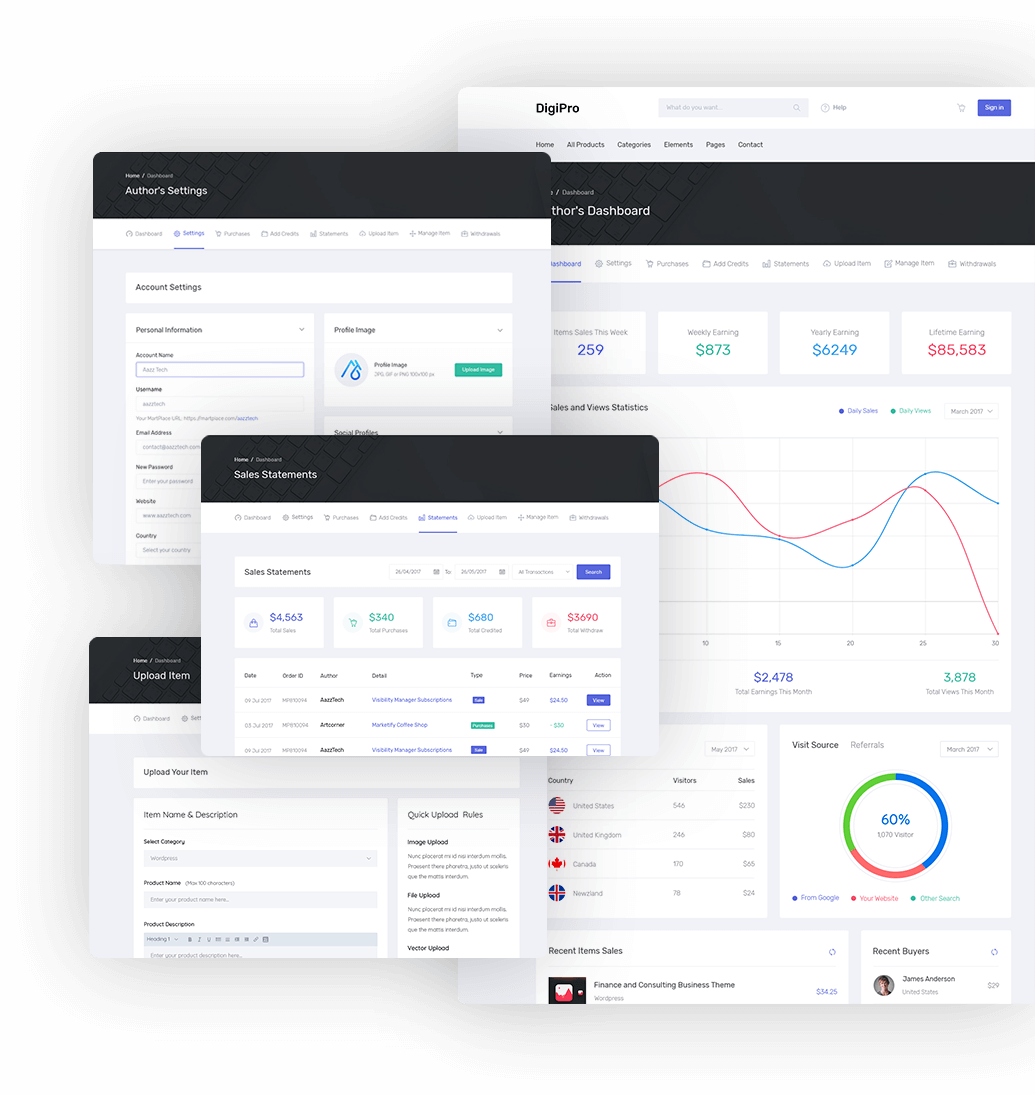 DigiPro
What do you want...
Help
Sign in
Home All Products Categories Elements Pages Contact
/ Dashboard
thor's Dashboard
Dashboard Settings Purchases Add Credits Statements Upload Item Manage Item Withdrawals
Items Sales This Week
259
Weekly Earning
$873
Yearly Earning
$6249
Lifetime Earning
$85,583
Sales and Views Statistics
Daily Sales Daily Views March 2017
10 15 20 25 30
$2,478
Total Earnings This Month
3,878
Total Views This Month
May 2017
Country Visitors Sales
United States 546 $230
United Kingdom 246 $80
Canada 170 $65
Newzland 78 $24
Visit Source Referrals March 2017
60%
1,070 Visitor
From Google Your Website Other Search
Recent Items Sales
Finance and Consulting Business Theme
Wordpress
$34.25
Recent Buyers
James Anderson
United States
$29
Home / Dashboard
Author's Settings
Dashboard Settings Purchases Add Credits Statements Upload Item Manage Item Withdrawals
Account Settings
Personal Information
Account Name
Aazz Tech
Username
aazztech
Your MartPlace URL: https://martplace.com/aazztech
Email Address
contact@aazztech.com
New Password
Enter your password
Website
www.aazztech.com
Country
Select your country
Profile Image
Profile Image
JPG, GIF or PNG 100x100 px
Upload Image
Social Profiles
Home / Dashboard
Sales Statements
Dashboard Settings Purchases Add Credits Statements Upload Item Manage Item Withdrawals
Sales Statements
26/04/2017 To: 26/05/2017 All Transactions Search
$4,563
Total Sales
$340
Total Purchases
$680
Total Credited
$3690
Total Withdraw
Date Order ID Author Detail Type Price Earnings Action
09 Jul 2017 MP810094 AazzTech Visibility Manager Subscriptions Sale $49 $24.50 View
03 Jul 2017 MP810094 Artcorner Marketify Coffee Shop Purchases $30 - $30 View
09 Jul 2017 MP810094 AazzTech Visibility Manager Subscriptions Sale $49 $24.50 View
Home / Dashboard
Upload Item
Dashboard Sett
Upload Your Item
Item Name & Description
Select Category
Wordpress
Product Name (Max 100 characters)
Enter your product name here...
Product Description
Heading 1 B I U
Enter your product description here...
Quick Upload Rules
Image Upload
Nunc placerat mi id nisi interdum mollis.
Praesent there pharetra, justo ut sceleris
que the mattis interdum.
File Upload
Nunc placerat mi id nisi interdum mollis.
Praesent there pharetra, justo ut sceleris
que the mattis interdum.
Vector Upload